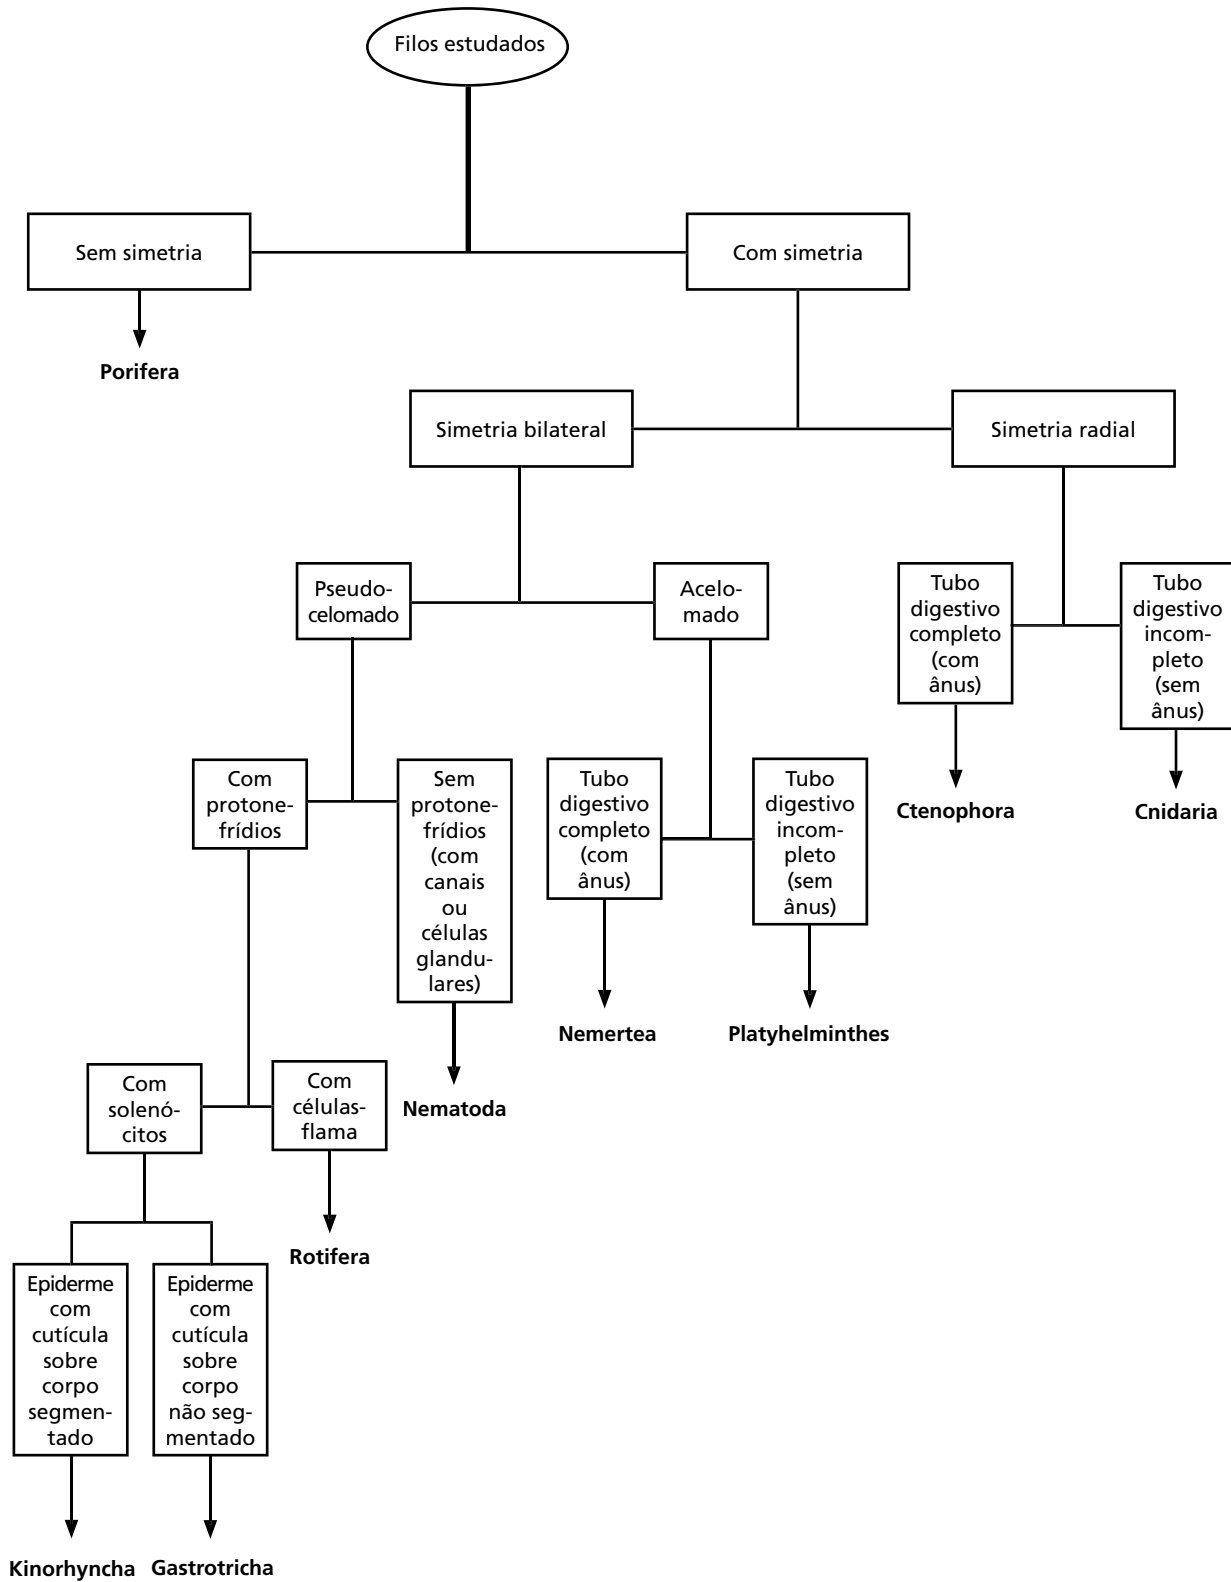 Filos estudados
Sem simetria
Com simetria
Porifera
Simetria bilateral
Simetria radial
Pseudo-
celomado
Acelo-
mado
Tubo
digestivo
completo
(com
ânus)
Tubo
digestivo
incom-
pleto
(sem
ânus)
Ctenophora
Cnidaria
Com
protone-
frídios
Sem
protone-
frídios
(com
canais
ou
células
glandu-
lares)
Tubo
digestivo
completo
(com
ânus)
Tubo
digestivo
incom-
pleto
(sem
ânus)
Nemertea
Platyhelminthes
Com
solenó-
citos
Com
células-
flama
Nematoda
Rotifera
Epiderme
com
cutícula
sobre
corpo
segmen-
tado
Epiderme
com
cutícula
sobre
corpo
não seg-
mentado
Kinorhyncha
Gastrotricha